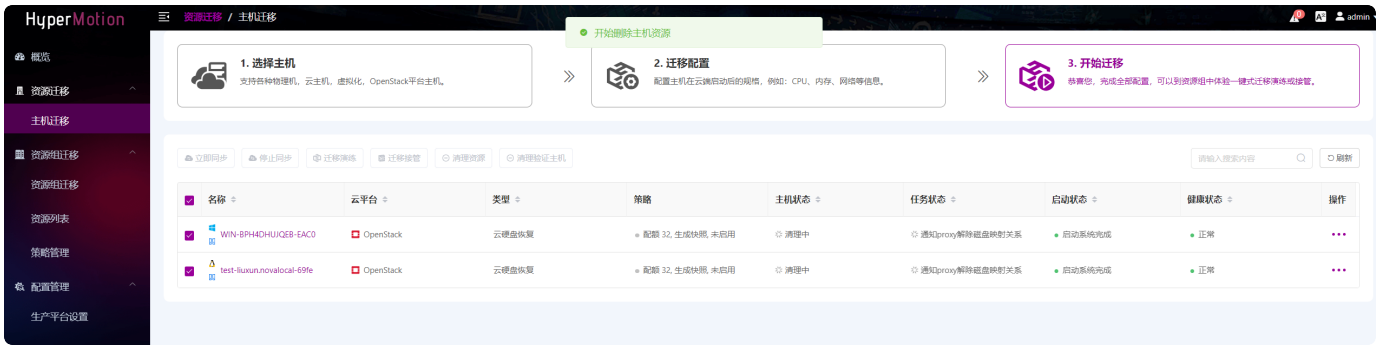 HyperMotion
资源迁移 / 主机迁移
0
admin
开始删除主机资源
概览
资源迁移
主机迁移
资源组迁移
资源组迁移
资源列表
策略管理
配置管理
生产平台设置
1. 选择主机
支持各种物理机，云主机，虚拟化，OpenStack平台主机。
2. 迁移配置
配置主机在云端启动后的规格，例如：CPU，内存，网络等信息。
3. 开始迁移
恭喜您，完成全部配置，可以到资源组中体验一键式迁移演练或接管。
立即同步 停止同步 迁移演练 迁移接管 清理资源 清理验证主机
请输入搜索内容 刷新
名称 云平台 类型 策略 主机状态 任务状态 启动状态 健康状态 操作
WIN-BPH4DHUJQEB-EAC0 OpenStack 云硬盘恢复 配额 32, 生成快照, 未启用 清理中 通知proxy解除磁盘映射关系 启动系统完成 正常
test-liuxun.novalocal-69fe OpenStack 云硬盘恢复 配额 32, 生成快照, 未启用 清理中 通知proxy解除磁盘映射关系 启动系统完成 正常